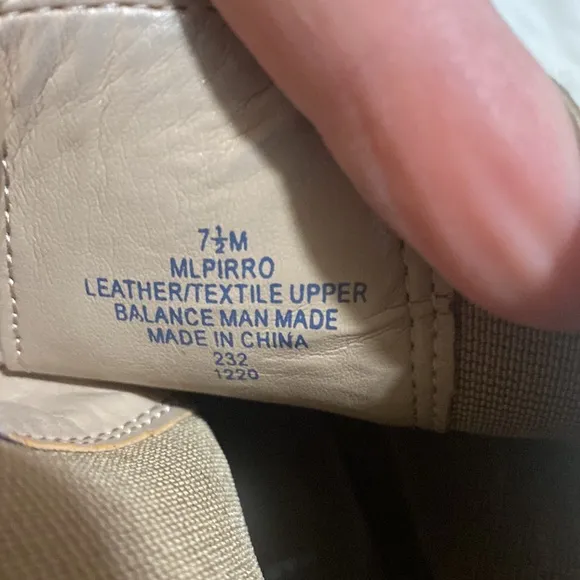 7½M
MLPIRRO
LEATHER/TEXTILE UPPER
BALANCE MAN MADE
MADE IN CHINA
232
1220